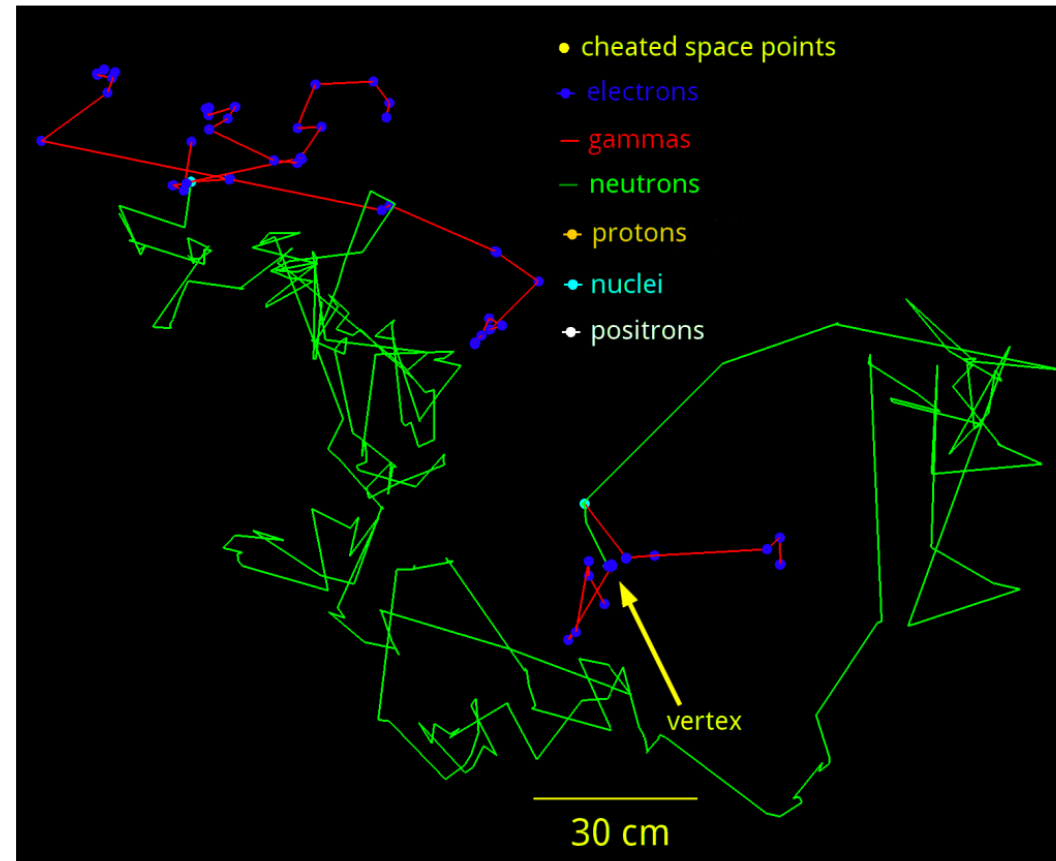 cheated space points
electrons
gammas
neutrons
protons
nuclei
positrons
vertex
30 cm